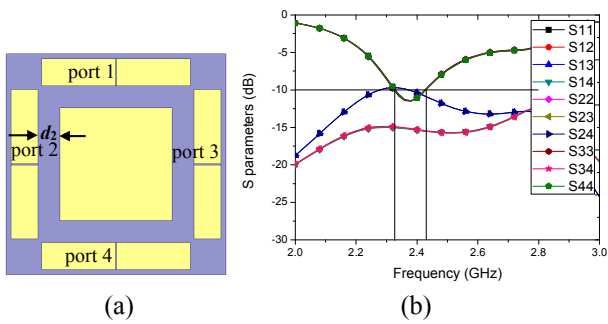 port 1
d2
port 2
port 3
port 4
(a)
S parameters (dB)
0
-5
-10
-15
-20
-25
-30
2.0
2.2
2.4
2.6
2.8
3.0
Frequency (GHz)
S11
S12
S13
S14
S22
S23
S24
S33
S34
S44
(b)